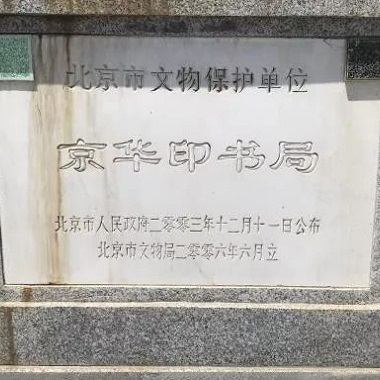 北京市文物保护单位
京华印书局
北京市人民政府二零零三年十二月十一日公布
北京市文物局二零零六年六月立